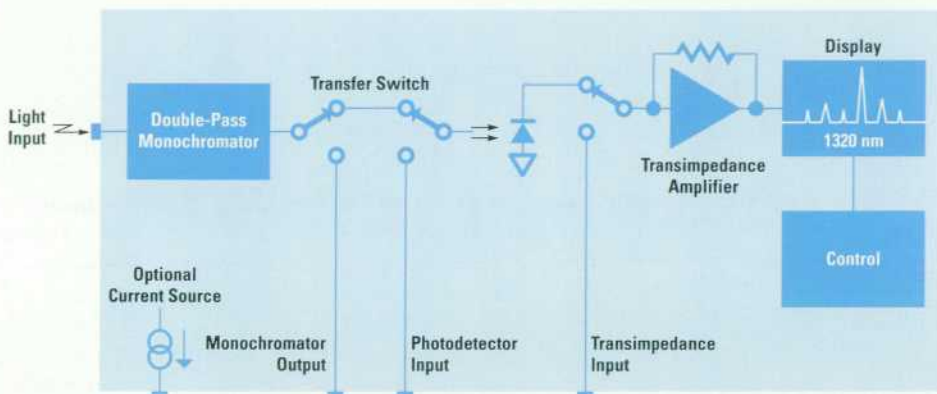 Display
Transfer Switch
Light
Input
Double-Pass
Monochromator
1320 nm
Transimpedance
Amplifier
Control
Optional
Current Source
Monochromator
Output
Photodetector
Input
Transimpedance
Input